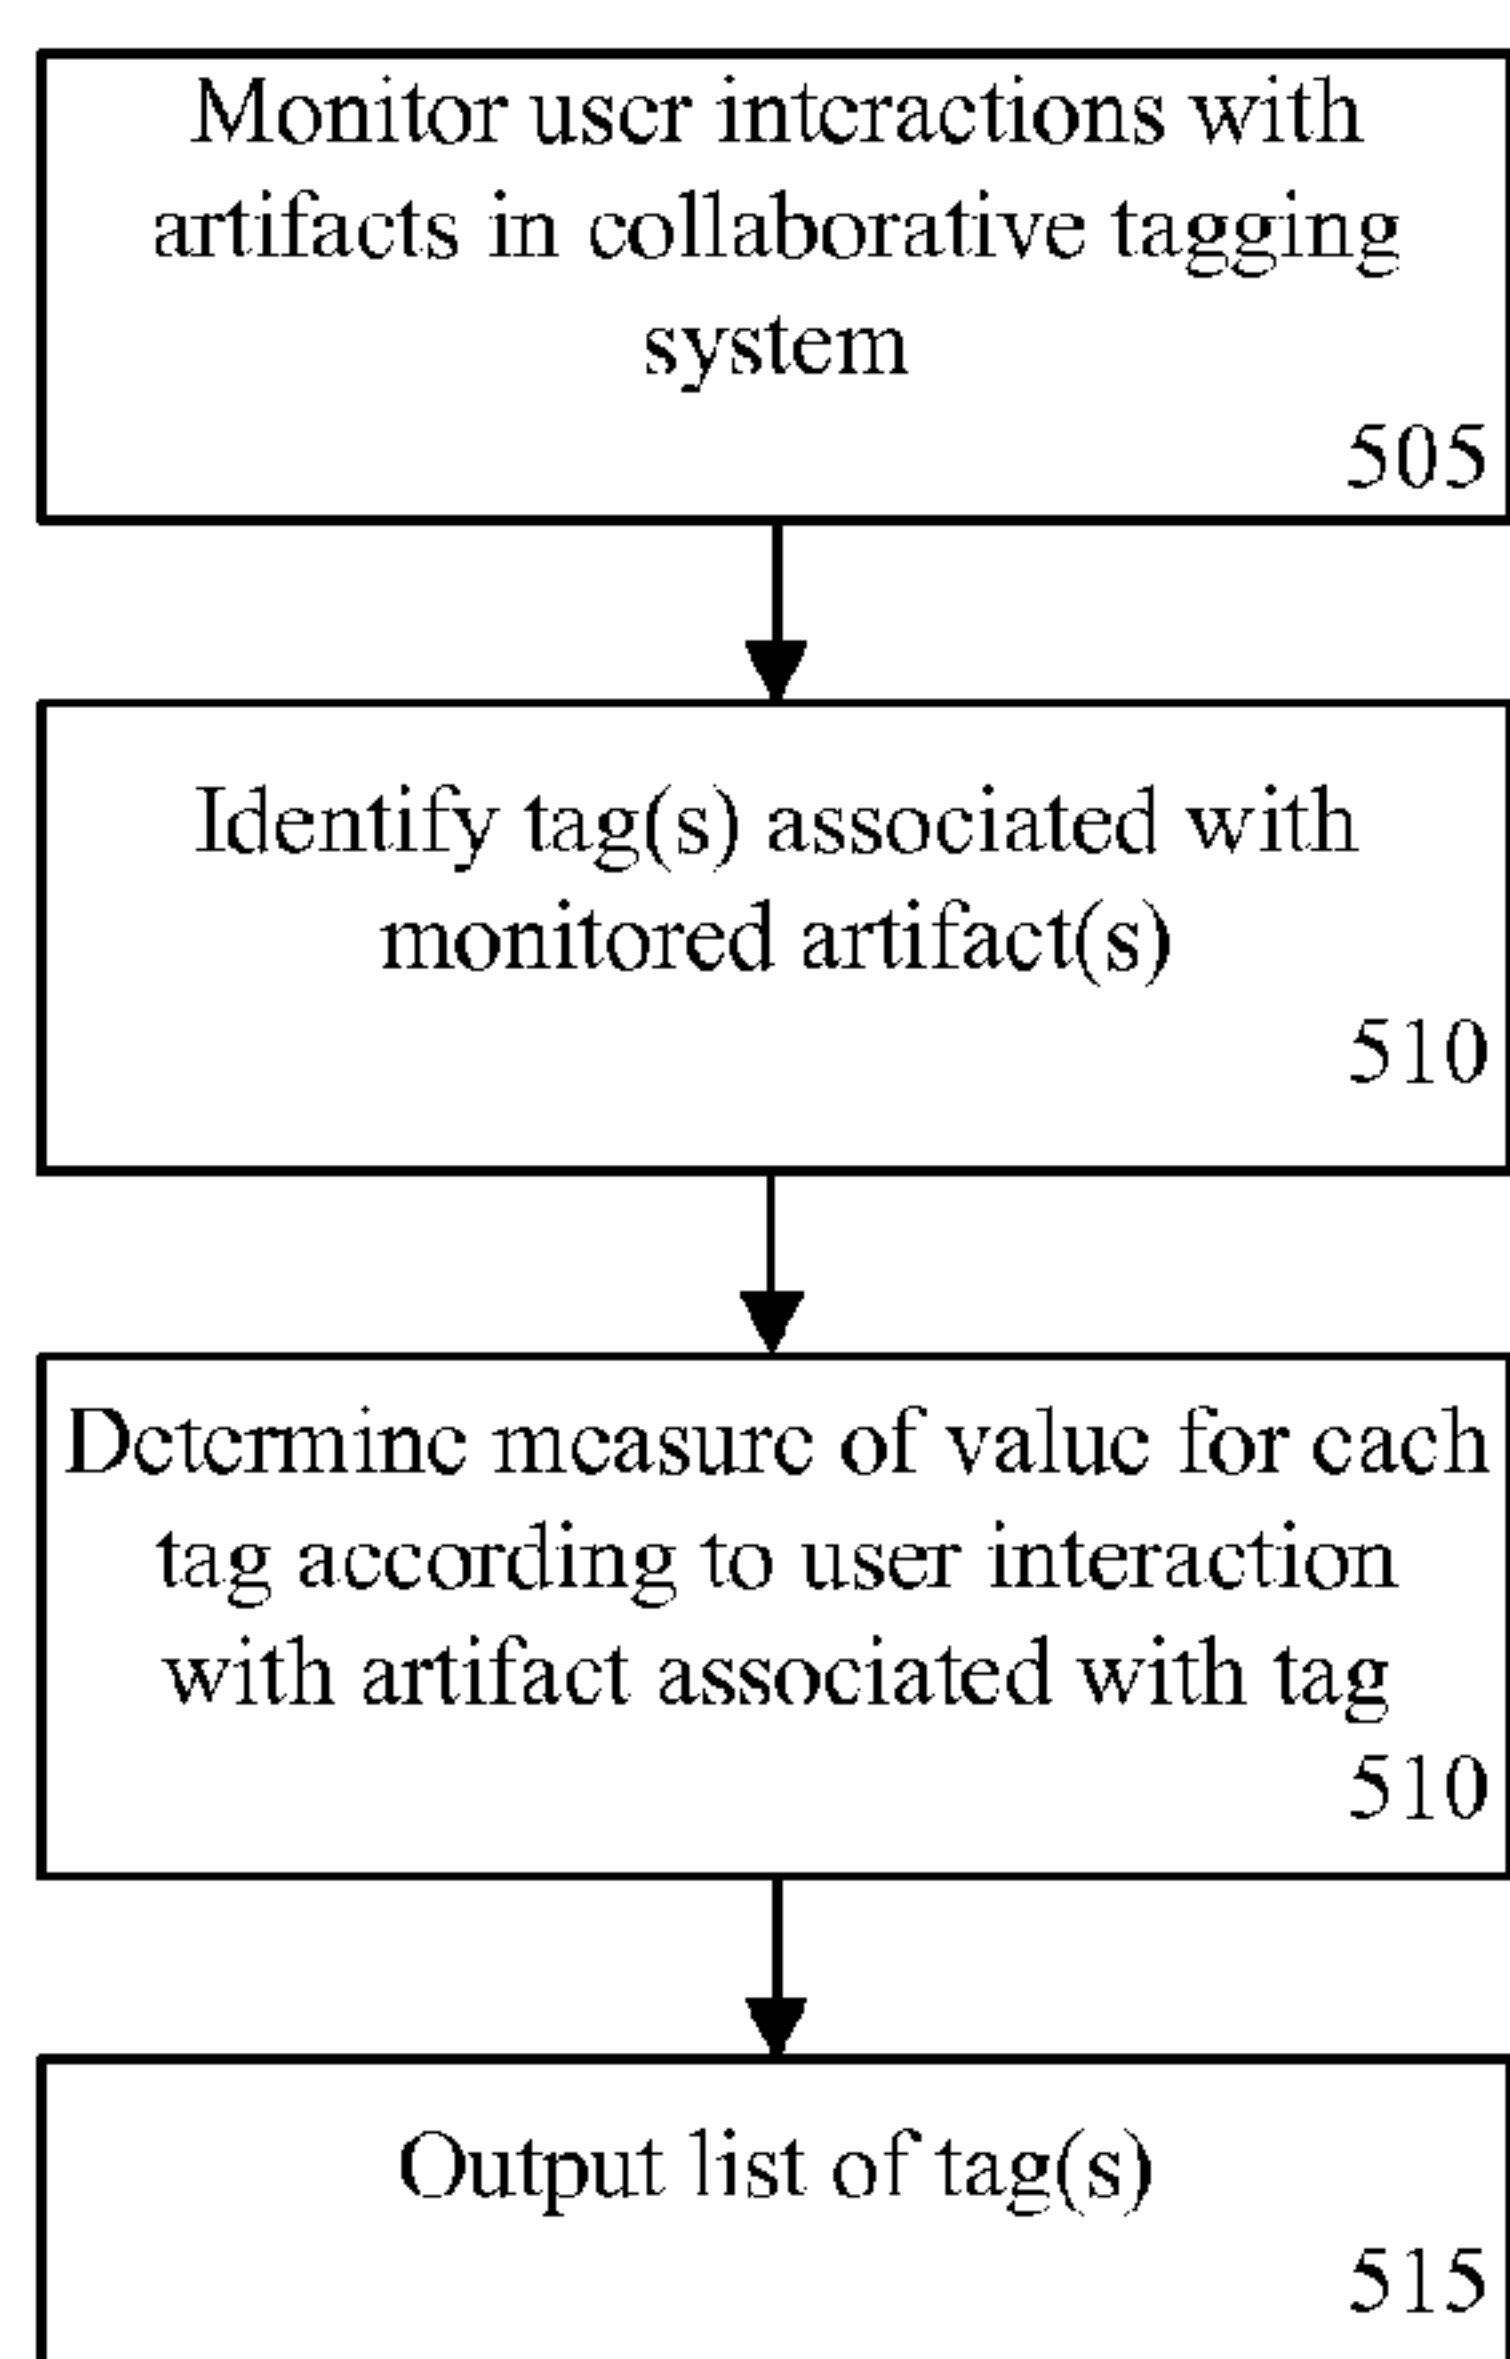 Monitor user interactions with
artifacts in collaborative tagging
system
505
Identify tag(s) associated with
monitored artifact(s)
510
Determine measure of value for each
tag according to user interaction
with artifact associated with tag
510
Output list of tag(s)
515